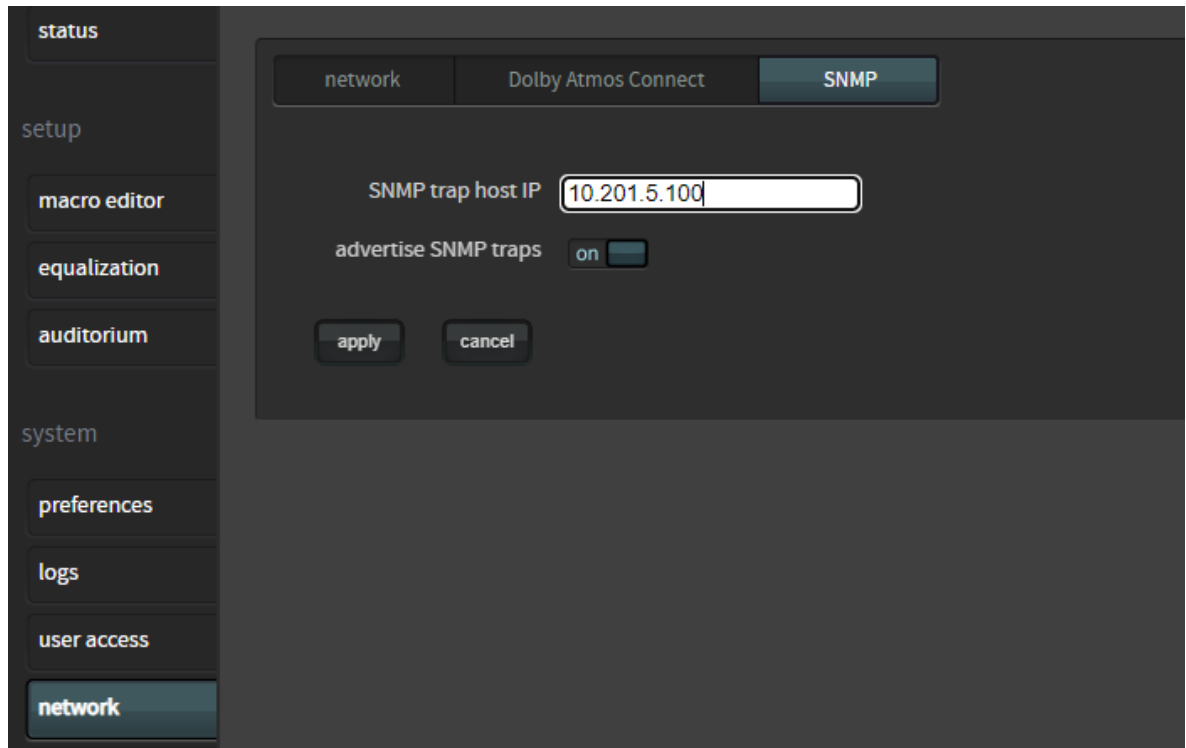 status
setup
macro editor
equalization
auditorium
system
preferences
logs
user access
network
network
Dolby Atmos Connect
SNMP
SNMP trap host IP
10.201.5.100
advertise SNMP traps
on
apply
cancel